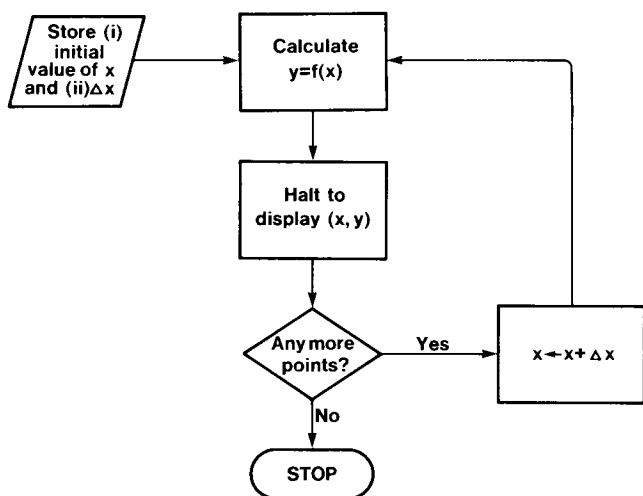 Store (i)
initial
value of x
and (ii)Δx
Calculate
y=f(x)
Halt to
display (x,y)
Any more
points?
Yes
x←x+Δx
No
STOP